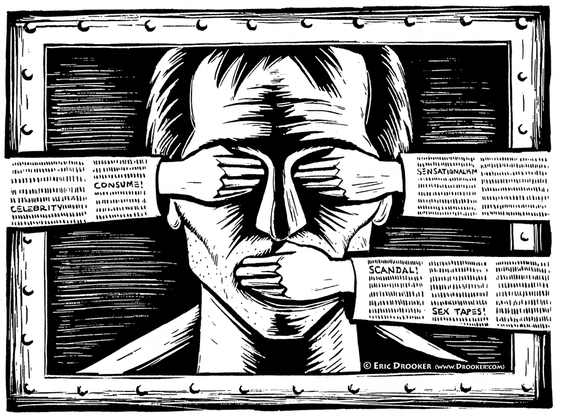 CONSUME!
CELEBRITY
SENSATIONALISM
SCANDAL!
SEX TAPES!
© ERIC DROOKER (WWW.DROOKER.COM)